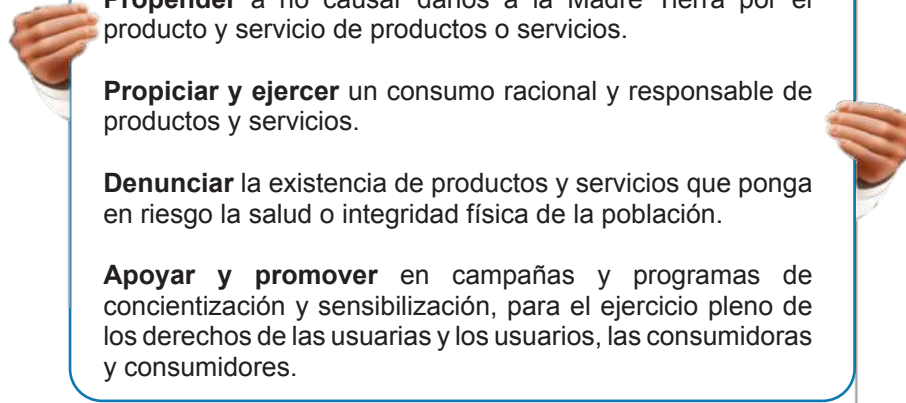 Propender a no causar daños a la Madre Tierra por el
producto y servicio de productos o servicios.
Propiciar y ejercer un consumo racional y responsable de
productos y servicios.
Denunciar la existencia de productos y servicios que ponga
en riesgo la salud o integridad física de la población.
Apoyar y promover en campañas y programas de
concientización y sensibilización, para el ejercicio pleno de
los derechos de las usuarias y los usuarios, las consumidoras
y consumidores.